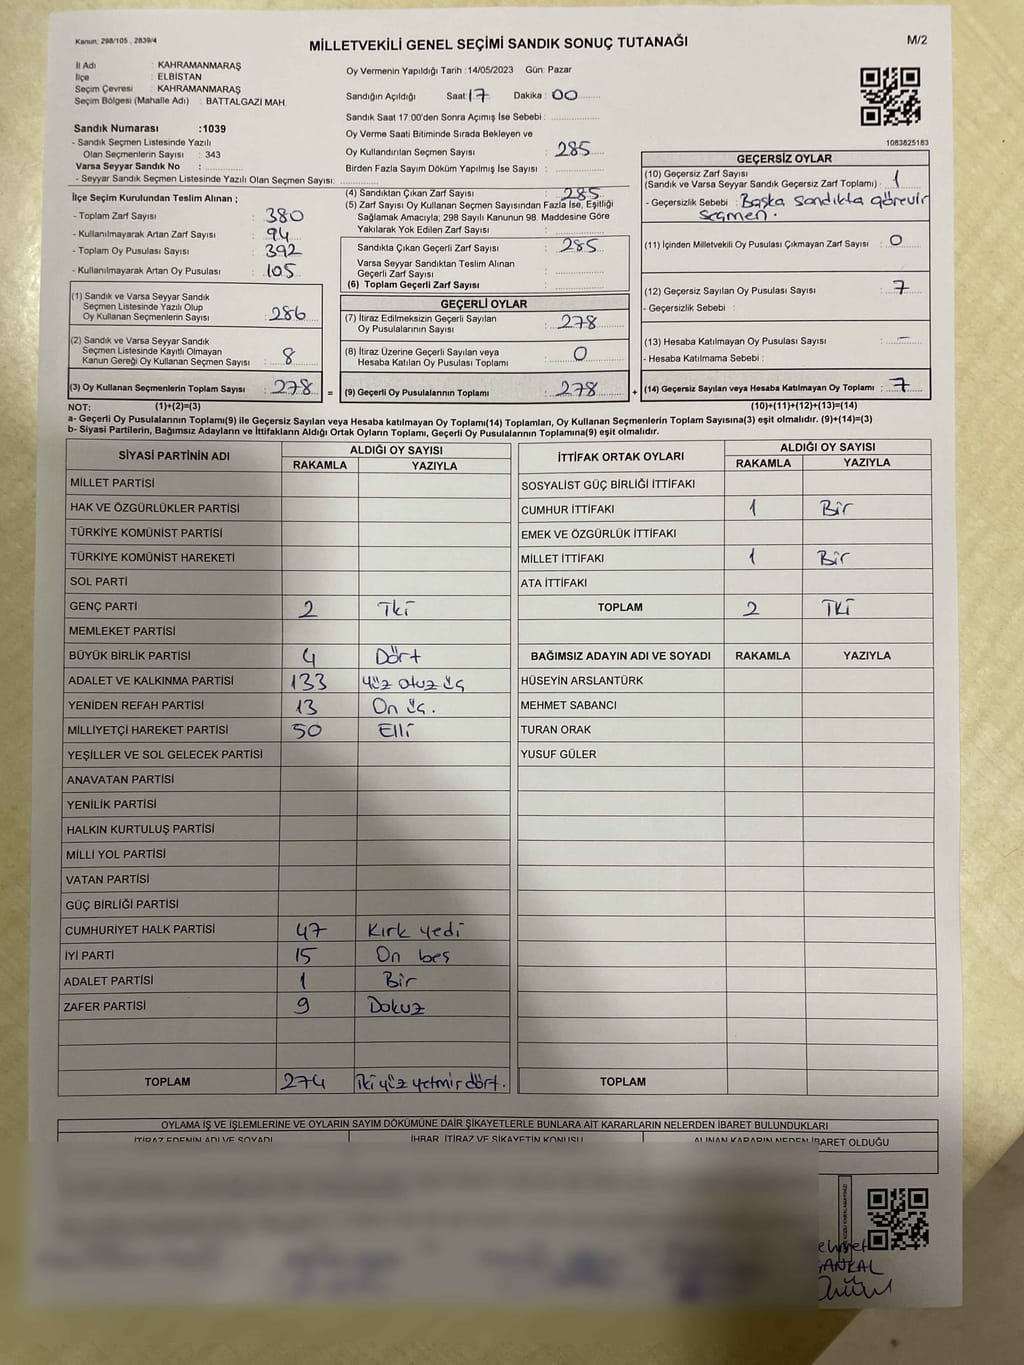 Kanun: 298/105 , 2839/4
MİLLETVEKİLİ GENEL SEÇİMİ SANDIK SONUÇ TUTANAĞI
M/2
İl Adı : KAHRAMANMARAŞ
İlçe : ELBİSTAN
Seçim Çevresi : KAHRAMANMARAŞ
Seçim Bölgesi (Mahalle Adı) : BATTALGAZİ MAH.
Sandık Numarası :1039
- Sandık Seçmen Listesinde Yazılı
Olan Seçmenlerin Sayısı : 343
Varsa Seyyar Sandık No :
- Seyyar Sandık Seçmen Listesinde Yazılı Olan Seçmen Sayısı:
Oy Vermenin Yapıldığı Tarih :14/05/2023 Gün: Pazar
Sandığın Açıldığı Saat: 17 Dakika : 00
Sandık Saat 17:00'den Sonra Açımış İse Sebebi :
Oy Verme Saati Bitiminde Sırada Bekleyen ve
Oy Kullandırılan Seçmen Sayısı : 285
Birden Fazla Sayım Döküm Yapılmış İse Sayısı :
1083825183
İlçe Seçim Kurulundan Teslim Alınan ;
- Toplam Zarf Sayısı : 380
- Kullanılmayarak Artan Zarf Sayısı : 94
- Toplam Oy Pusulası Sayısı : 392
- Kullanılmayarak Artan Oy Pusulası : 105
(4) Sandıktan Çıkan Zarf Sayısı : 285
(5) Zarf Sayısı Oy Kullanan Seçmen Sayısından Fazla İse, Eşitliği
Sağlamak Amacıyla; 298 Sayılı Kanunun 98. Maddesine Göre
Yakılarak Yok Edilen Zarf Sayısı :
Sandıkta Çıkan Geçerli Zarf Sayısı : 285
Varsa Seyyar Sandıktan Teslim Alınan
Geçerli Zarf Sayısı :
(6) Toplam Geçerli Zarf Sayısı :
GEÇERSİZ OYLAR
(10) Geçersiz Zarf Sayısı
(Sandık ve Varsa Seyyar Sandık Geçersiz Zarf Toplamı) : 1
- Geçersizlik Sebebi : Başka sandıkta görevli
seçmen.
(11) İçinden Milletvekili Oy Pusulası Çıkmayan Zarf Sayısı : 0
(12) Geçersiz Sayılan Oy Pusulası Sayısı : 7
- Geçersizlik Sebebi :
(13) Hesaba Katılmayan Oy Pusulası Sayısı : -
- Hesaba Katılmama Sebebi :
(14) Geçersiz Sayılan veya Hesaba Katılmayan Oy Toplamı : 7
(10)+(11)+(12)+(13)=(14)
(1) Sandık ve Varsa Seyyar Sandık
Seçmen Listesinde Yazılı Olup
Oy Kullanan Seçmenlerin Sayısı : 286
(2) Sandık ve Varsa Seyyar Sandık
Seçmen Listesinde Kayıtlı Olmayan
Kanun Gereği Oy Kullanan Seçmen Sayısı : 8
(3) Oy Kullanan Seçmenlerin Toplam Sayısı : 278 =
GEÇERLİ OYLAR
(7) İtiraz Edilmeksizin Geçerli Sayılan
Oy Pusulalarının Sayısı : 278
(8) İtiraz Üzerine Geçerli Sayılan veya
Hesaba Katılan Oy Pusulası Toplamı : 0
(9) Geçerli Oy Pusulalarının Toplamı : 278 +
NOT: (1)+(2)=(3)
a- Geçerli Oy Pusulalarının Toplamı(9) ile Geçersiz Sayılan veya Hesaba katılmayan Oy Toplamı(14) Toplamları, Oy Kullanan Seçmenlerin Toplam Sayısına(3) eşit olmalıdır. (9)+(14)=(3)
b- Siyasi Partilerin, Bağımsız Adayların ve İttifakların Aldığı Ortak Oyların Toplamı, Geçerli Oy Pusulalarının Toplamına(9) eşit olmalıdır.
SİYASİ PARTİNİN ADI ALDIĞI OY SAYISI
RAKAMLA YAZIYLA
MİLLET PARTİSİ
HAK VE ÖZGÜRLÜKLER PARTİSİ
TÜRKİYE KOMÜNİST PARTİSİ
TÜRKİYE KOMÜNİST HAREKETİ
SOL PARTİ
GENÇ PARTİ 2 İki
MEMLEKET PARTİSİ
BÜYÜK BİRLİK PARTİSİ 4 Dört
ADALET VE KALKINMA PARTİSİ 133 yüz otuz üç
YENİDEN REFAH PARTİSİ 13 On üç.
MİLLİYETÇİ HAREKET PARTİSİ 50 Elli
YEŞİLLER VE SOL GELECEK PARTİSİ
ANAVATAN PARTİSİ
YENİLİK PARTİSİ
HALKIN KURTULUŞ PARTİSİ
MİLLİ YOL PARTİSİ
VATAN PARTİSİ
GÜÇ BİRLİĞİ PARTİSİ
CUMHURİYET HALK PARTİSİ 47 Kırk yedi
İYİ PARTİ 15 On beş
ADALET PARTİSİ 1 Bir
ZAFER PARTİSİ 9 Dokuz
TOPLAM 274 iki yüz yetmiş dört.
İTTİFAK ORTAK OYLARI ALDIĞI OY SAYISI
RAKAMLA YAZIYLA
SOSYALİST GÜÇ BİRLİĞİ İTTİFAKI
CUMHUR İTTİFAKI 1 Bir
EMEK VE ÖZGÜRLÜK İTTİFAKI
MİLLET İTTİFAKI 1 Bir
ATA İTTİFAKI
TOPLAM 2 İKİ
BAĞIMSIZ ADAYIN ADI VE SOYADI RAKAMLA YAZIYLA
HÜSEYİN ARSLANTÜRK
MEHMET SABANCI
TURAN ORAK
YUSUF GÜLER
TOPLAM
OYLAMA İŞ VE İŞLEMLERİNE VE OYLARIN SAYIM DÖKÜMÜNE DAİR ŞİKAYETLERLE BUNLARA AİT KARARLARIN NELERDEN İBARET BULUNDUKLARI
İTİRAZ EDENİN ADI VE SOYADI İHBAR, İTİRAZ VE ŞİKAYETİN KONUSU ALINAN KARARIN NEDEN İBARET OLDUĞU